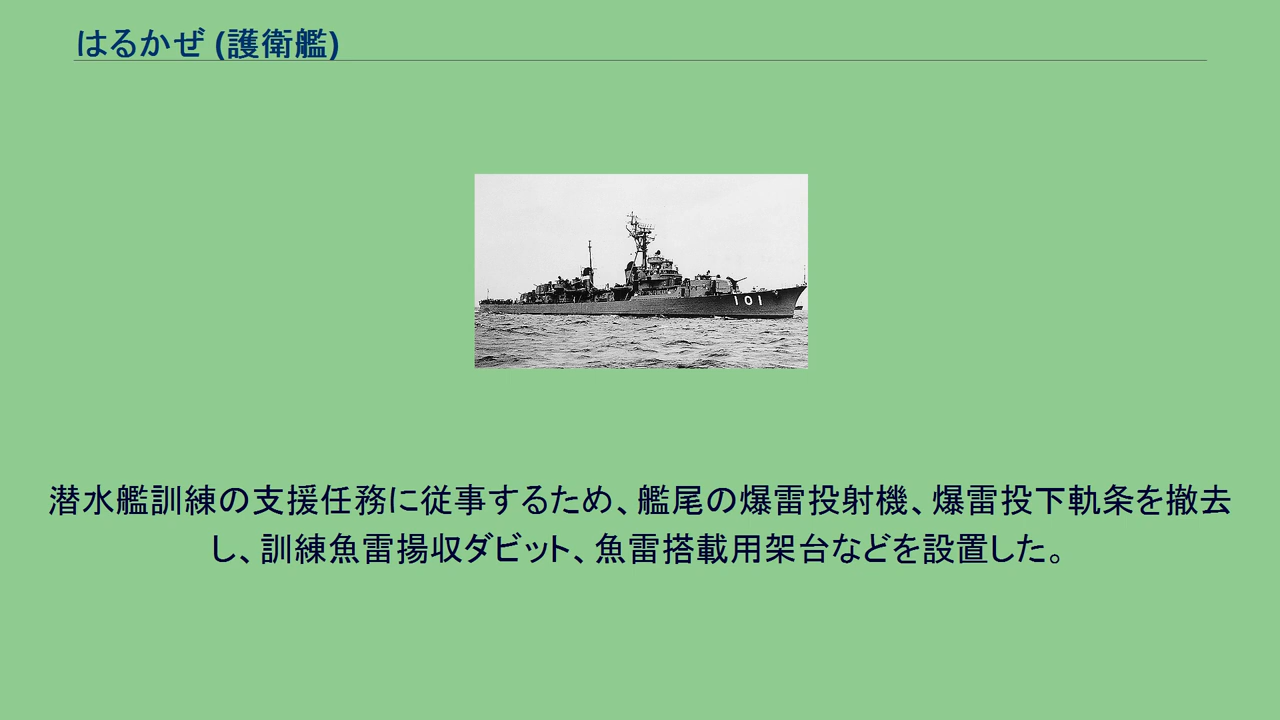 はるかぜ (護衛艦)
101
潜水艦訓練の支援任務に従事するため、艦尾の爆雷投射機、爆雷投下軌条を撤去
し、訓練魚雷揚収ダビット、魚雷搭載用架台などを設置した。